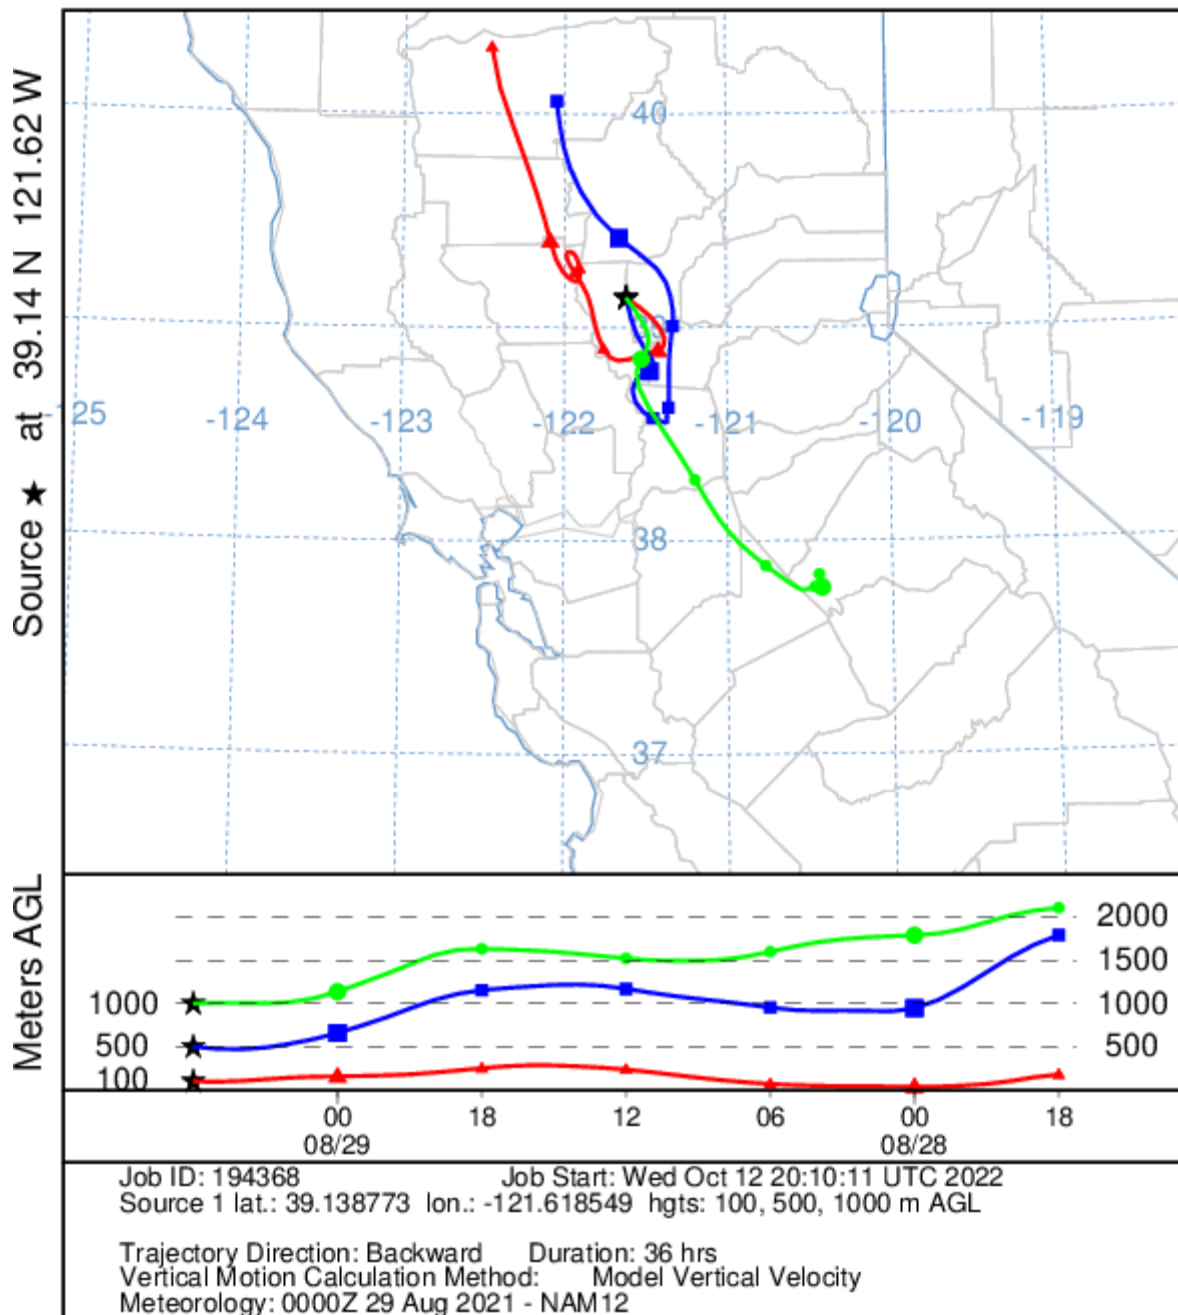 Source ★ at 39.14 N 121.62 W
40
-125 -124 -123 -122 -121 -120 -119
38
37
Meters AGL
2000
1500
1000 1000
500 500
100
00 18 12 06 00 18
08/29 08/28
Job ID: 194368 Job Start: Wed Oct 12 20:10:11 UTC 2022
Source 1 lat.: 39.138773 lon.: -121.618549 hgts: 100, 500, 1000 m AGL
Trajectory Direction: Backward Duration: 36 hrs
Vertical Motion Calculation Method: Model Vertical Velocity
Meteorology: 0000Z 29 Aug 2021 - NAM12